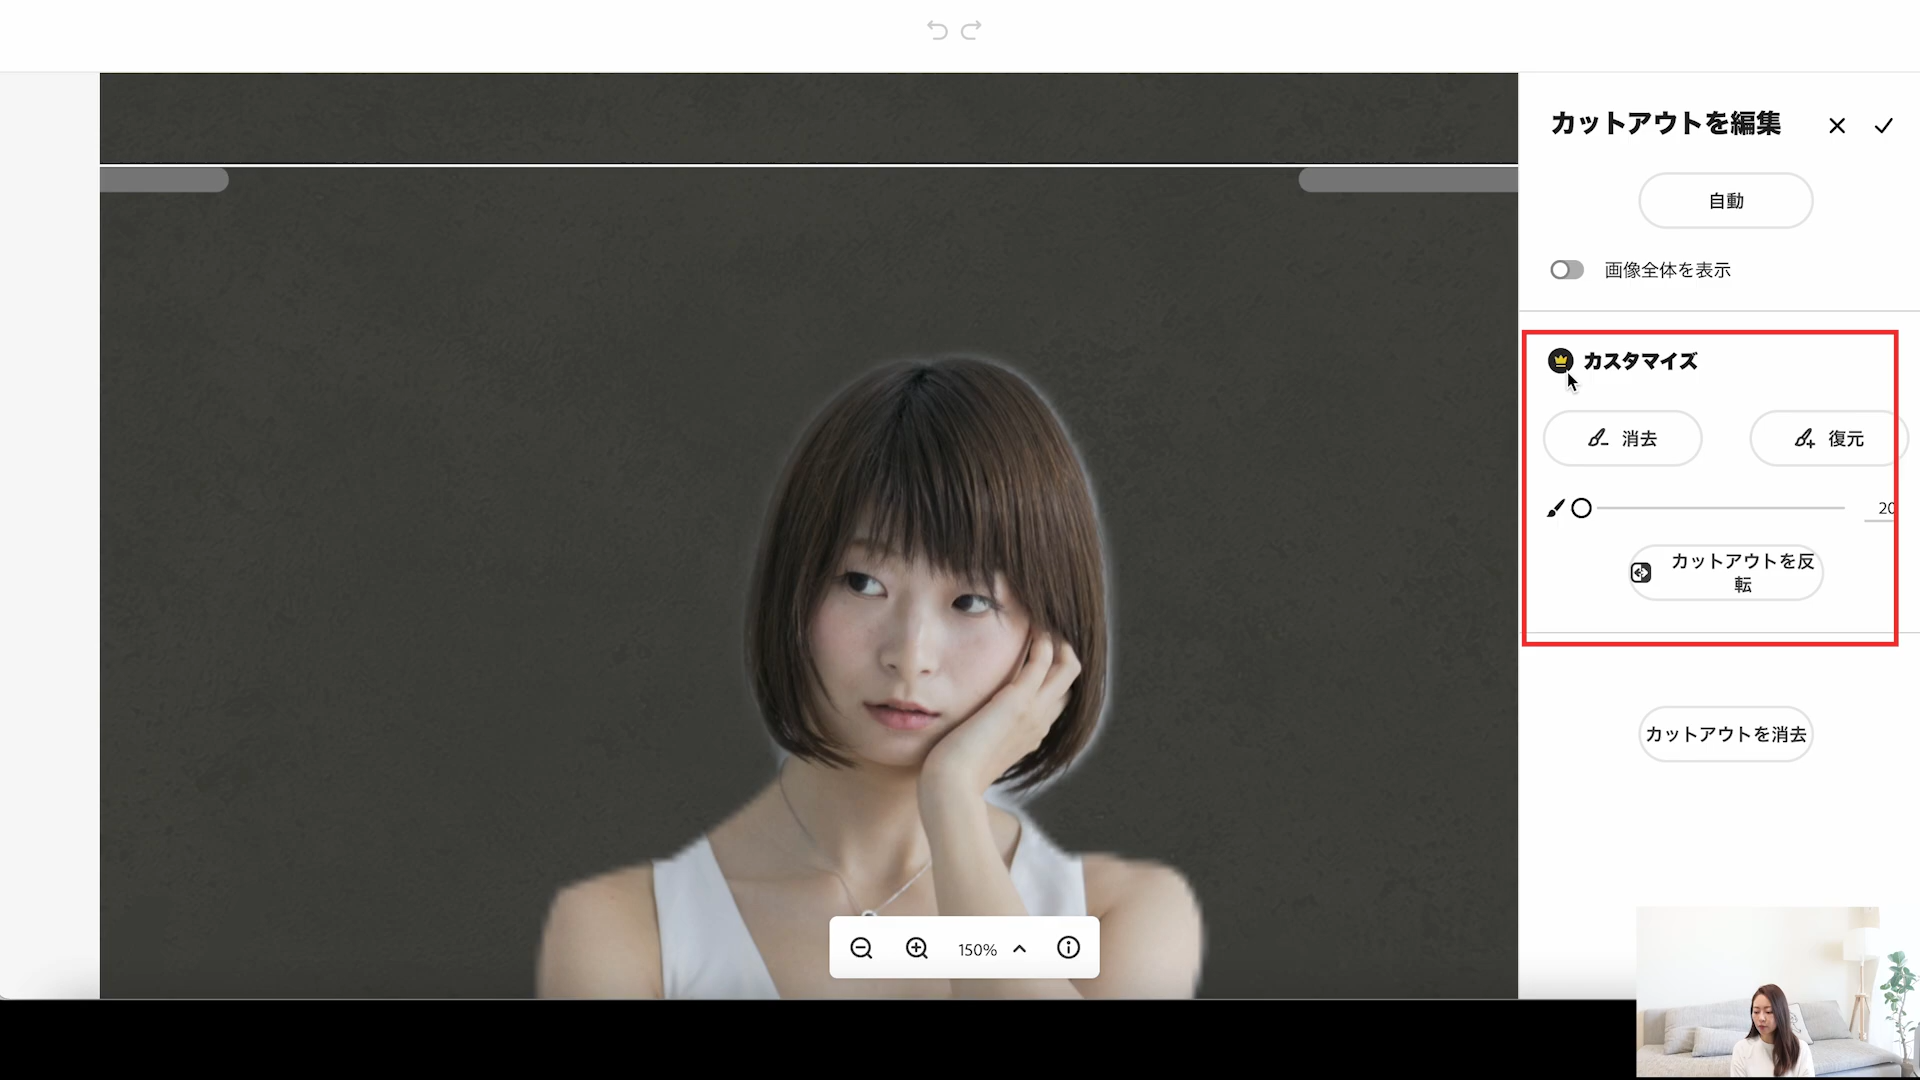 カットアウトを編集
自動
画像全体を表示
カスタマイズ
消去
復元
20
カットアウトを反
転
カットアウトを消去
150%